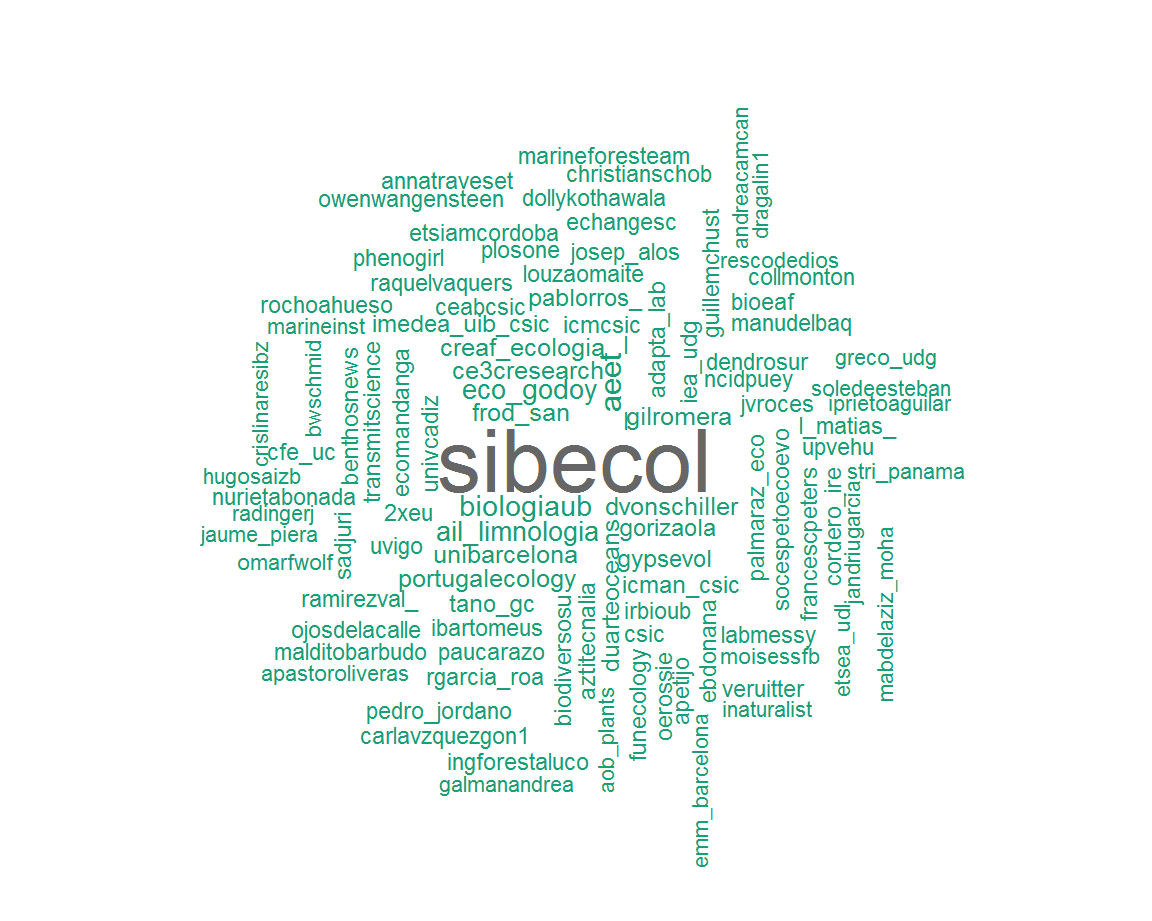 andreacamcan
dragalin1
marineforesteam
christianschob
annatraveset
owenwangensteen
dollykothawala
echangesc
guillemchust
etsiamcordoba
plosone
josep_alos
phenogirl
rescodedios
louzaomaite
collmonton
raquelvaquers
adapta_lab
pablorros_
bioeaf
rochoahueso
ceabcsic
marineinst
imedea_uib_csic
icmcsic
iea_udg
manudelbaq
creaf_ecologia
aeet_
dendrosur
greco_udg
crislinaresibz
bwschmid
benthosnews
transmitscience
ecomandanga
ce3cresearch
ncidpuey
soledeesteban
eco_godoy
univcadiz
jvroces
iprietoaguilar
frod_san
lgilromera
l_matias_
cfe_uc
upvehu
sibecol
palmaraz_eco
socespetoecoevo
francescpeters
cordero_ire
jandriugarcia
stri_panama
hugosaizb
nurietabonada
biologiaub
dvonschiller
radingerj
2xeu
jaume_piera
sadjuri
ail_limnologia
gorizaola
uvigo
unibarcelona
duarteoceans
gypsevol
omarfwolf
portugalecology
icman_csic
mabdelaziz_moha
ramirezval_
tano_gc
biodiversosu
aztitecnalia
irbioub
ebdonana
etsea_udl
ojosdelacalle
ibartomeus
csic
labmessy
malditobarbudo
paucarazo
funecology
oerossie
apetijo
moisessfb
apastoroliveras
rgarcia_roa
veruitter
pedro_jordano
aob_plants
inaturalist
carlavzquezgon1
emm_barcelona
ingforestaluco
galmanandrea